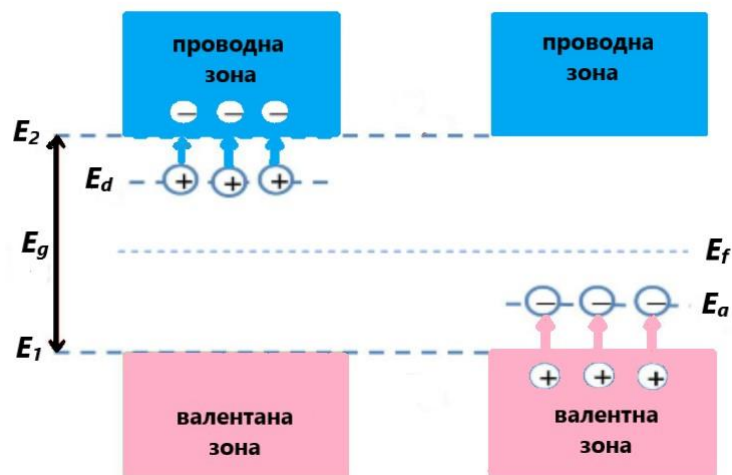 проводна
зона
проводна
зона
E2
Ed
Eg
Ef
Ea
E1
валентана
зона
валентна
зона